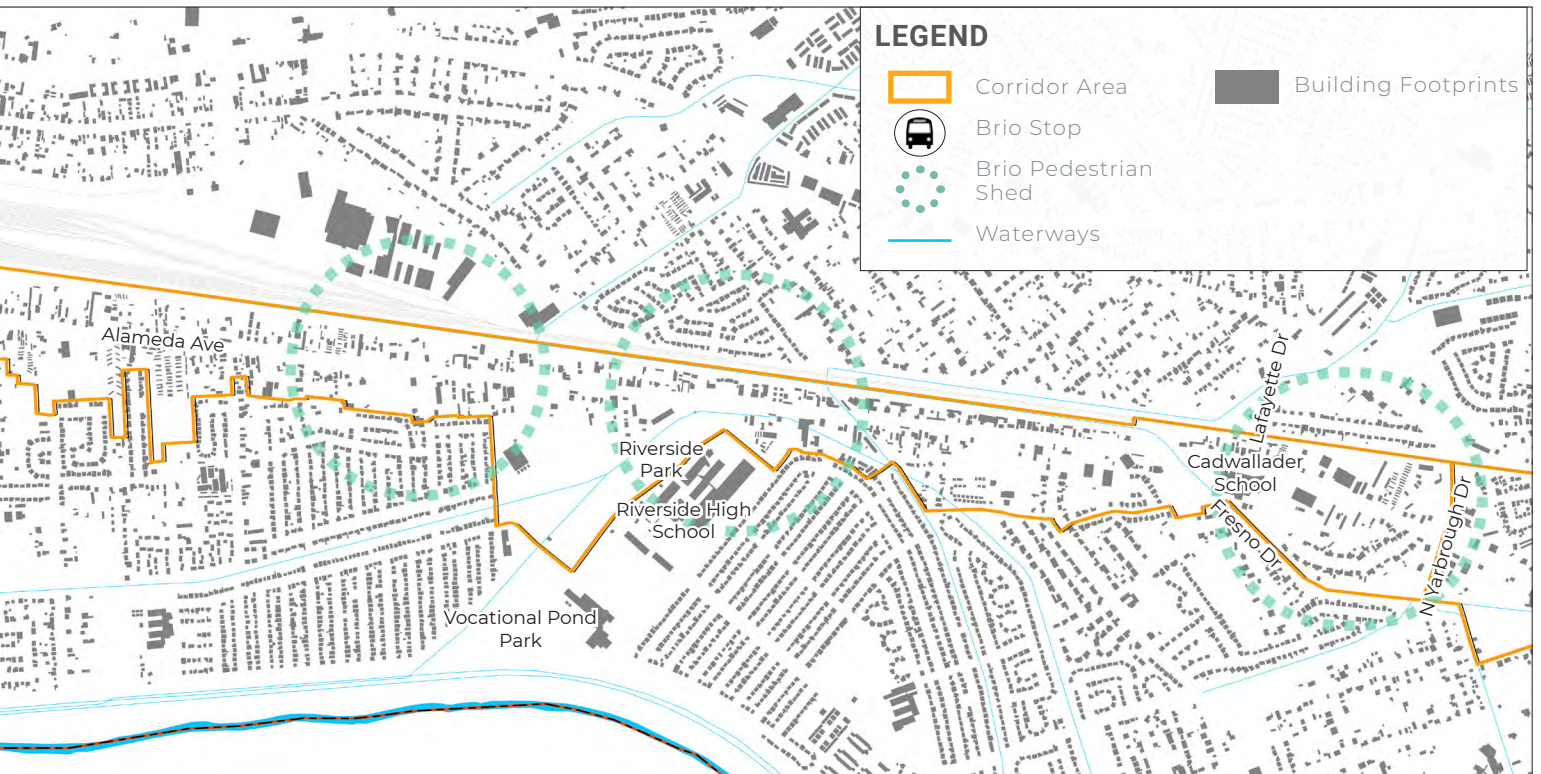 LEGEND
Corridor Area
Building Footprints
Brio Stop
Brio Pedestrian
Shed
Waterways
Alameda Ave
Lafayette Dr
Riverside
Park
Cadwallader
School
Riverside High
School
Fresno Dr
N Yarbrough Dr
Vocational Pond
Park